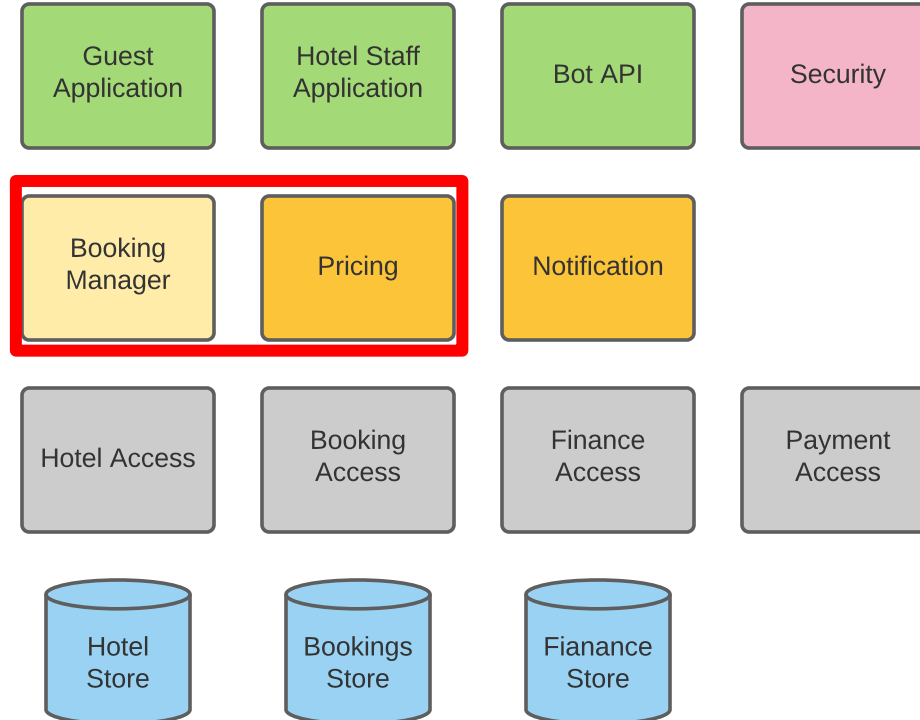 Guest
Application
Hotel Staff
Application
Bot API
Security
Booking
Manager
Pricing
Notification
Hotel Access
Booking
Access
Finance
Access
Payment
Access
Hotel
Store
Bookings
Store
Fianance
Store